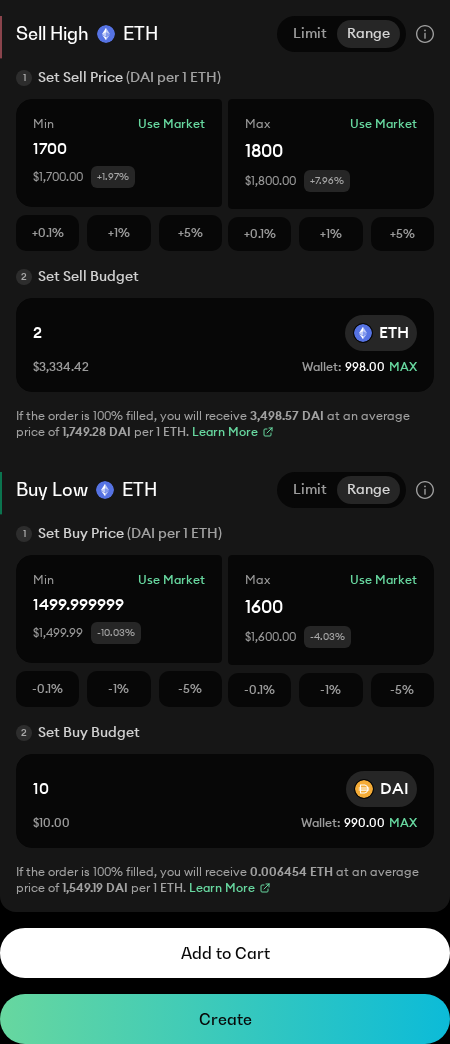 Sell High ETH Limit Range
1 Set Sell Price (DAI per 1 ETH)
Min Use Market Max Use Market
1700 1800
$1,700.00 +1.97% $1,800.00 +7.96%
+0.1% +1% +5% +0.1% +1% +5%
2 Set Sell Budget
2 ETH
$3,334.42 Wallet: 998.00 MAX
If the order is 100% filled, you will receive 3,498.57 DAI at an average
price of 1,749.28 DAI per 1 ETH. Learn More
Buy Low ETH Limit Range
1 Set Buy Price (DAI per 1 ETH)
Min Use Market Max Use Market
1499.999999 1600
$1,499.99 -10.03% $1,600.00 -4.03%
-0.1% -1% -5% -0.1% -1% -5%
2 Set Buy Budget
10 DAI
$10.00 Wallet: 990.00 MAX
If the order is 100% filled, you will receive 0.006454 ETH at an average
price of 1,549.19 DAI per 1 ETH. Learn More
Add to Cart
Create